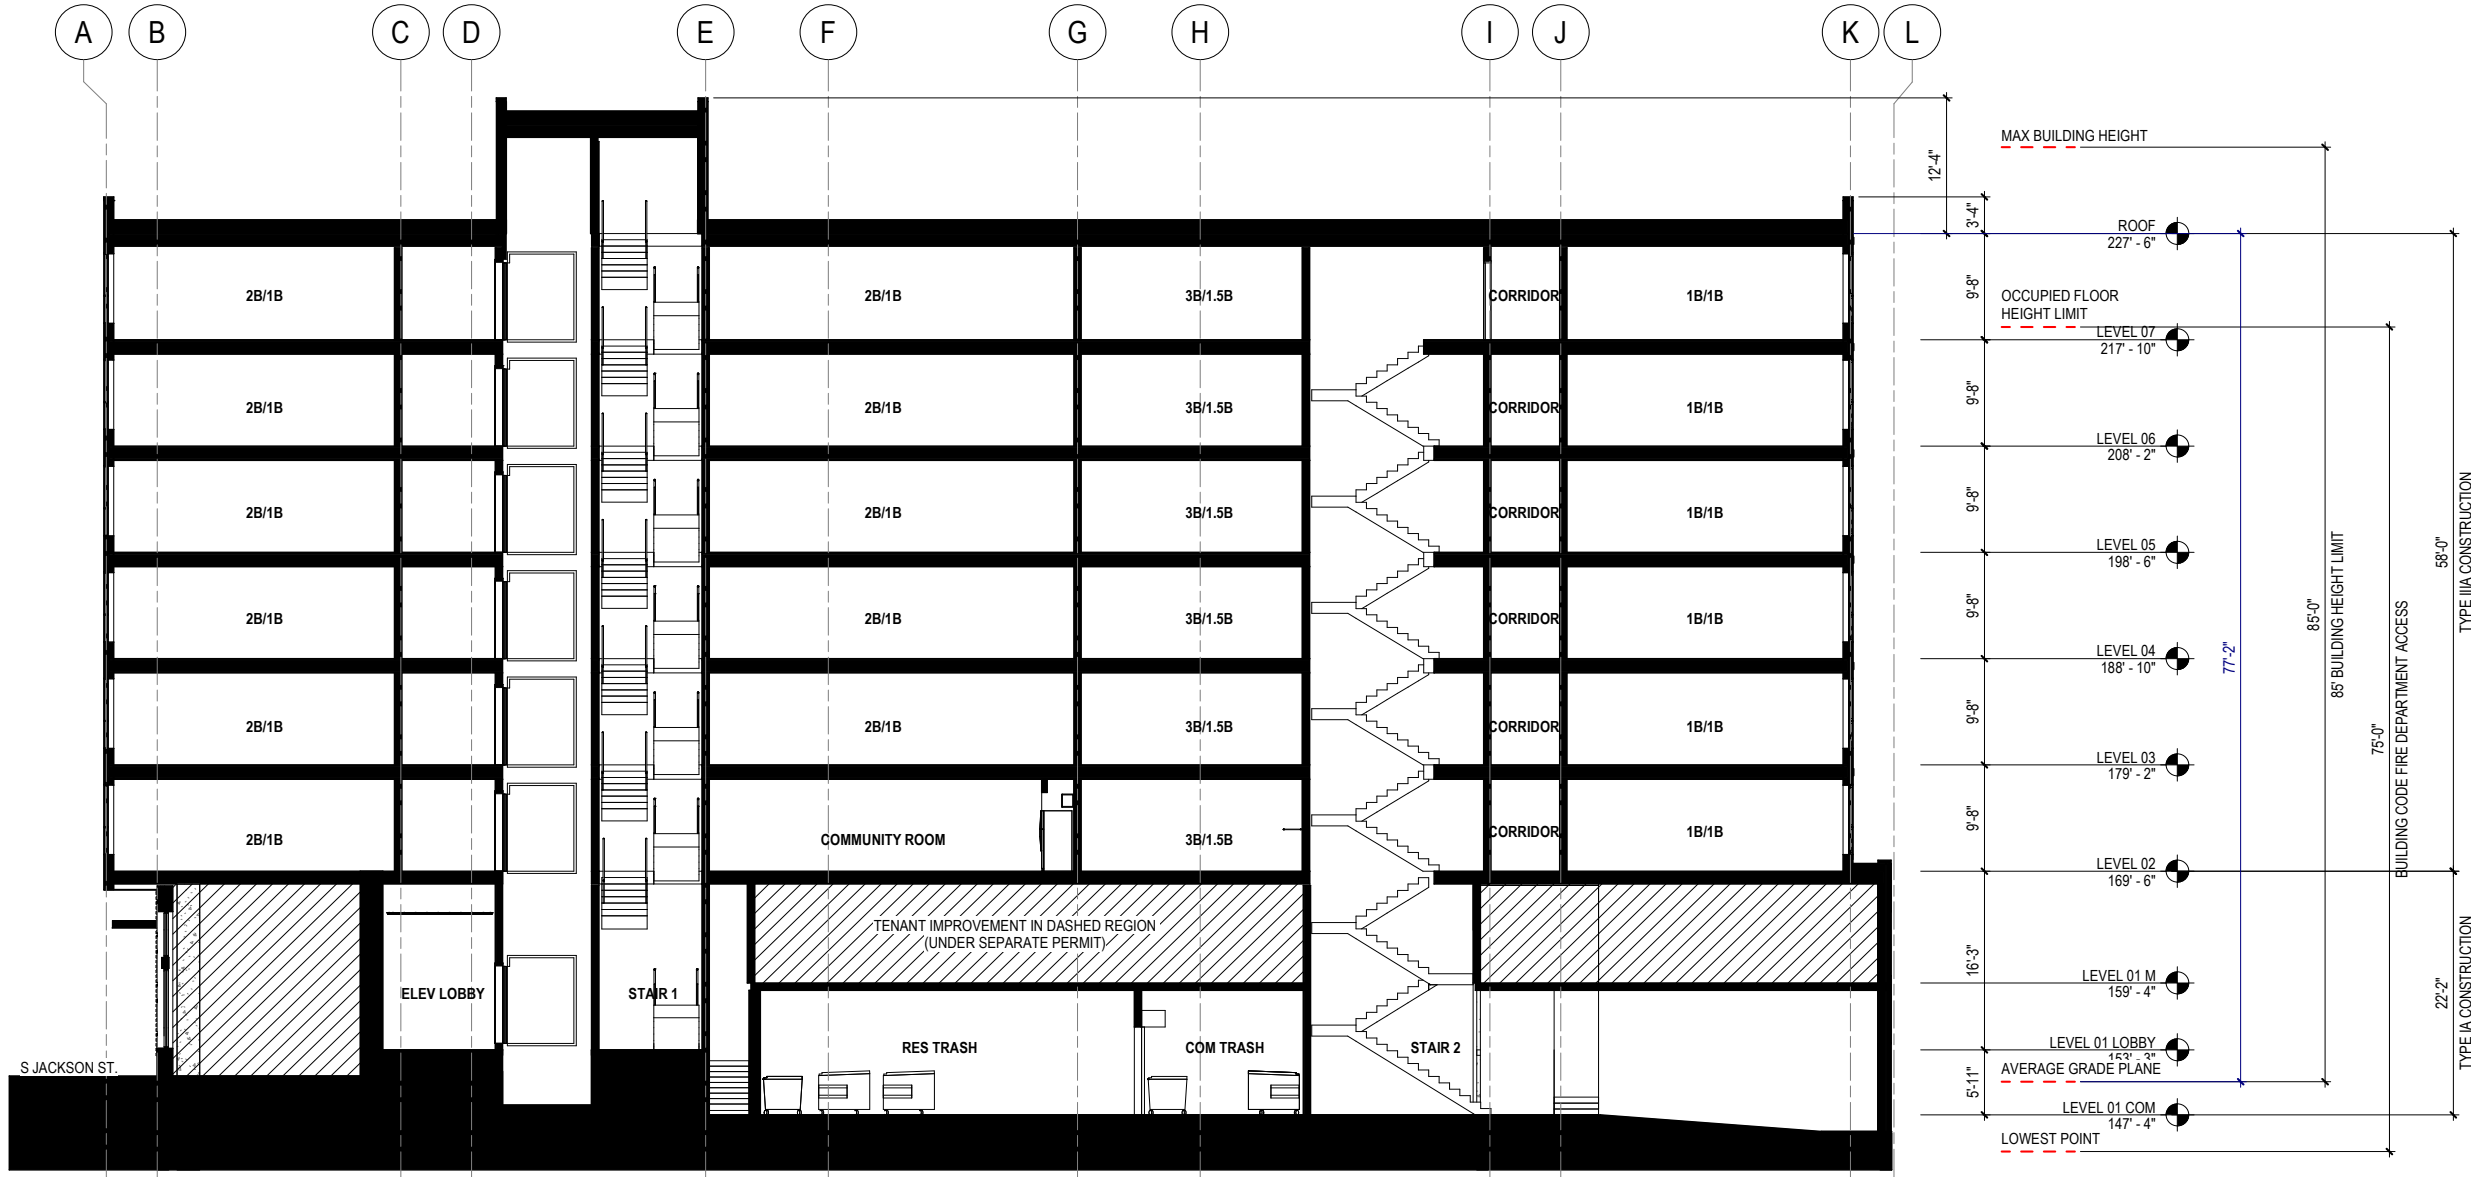 A
B
C
D
E
F
G
H
I
J
K
L
12'-4"
MAX BUILDING HEIGHT
3'-4"
ROOF
227' - 6"
2B/1B
2B/1B
3B/1.5B
CORRIDOR
1B/1B
9'-8"
OCCUPIED FLOOR
HEIGHT LIMIT
LEVEL 07
217' - 10"
2B/1B
2B/1B
3B/1.5B
CORRIDOR
1B/1B
9'-8"
LEVEL 06
208' - 2"
2B/1B
2B/1B
3B/1.5B
CORRIDOR
1B/1B
9'-8"
LEVEL 05
198' - 6"
2B/1B
2B/1B
3B/1.5B
CORRIDOR
1B/1B
9'-8"
LEVEL 04
188' - 10"
2B/1B
2B/1B
3B/1.5B
CORRIDOR
1B/1B
9'-8"
LEVEL 03
179' - 2"
2B/1B
COMMUNITY ROOM
3B/1.5B
CORRIDOR
1B/1B
9'-8"
LEVEL 02
169' - 6"
TENANT IMPROVEMENT IN DASHED REGION
(UNDER SEPARATE PERMIT)
16'-3"
LEVEL 01 M
159' - 4"
ELEV LOBBY
STAIR 1
RES TRASH
COM TRASH
STAIR 2
LEVEL 01 LOBBY
153' - 3"
S JACKSON ST.
AVERAGE GRADE PLANE
5'-11"
LEVEL 01 COM
147' - 4"
LOWEST POINT
77'-2"
85'-0"
85' BUILDING HEIGHT LIMIT
75'-0"
BUILDING CODE FIRE DEPARTMENT ACCESS
58'-0"
TYPE IIIA CONSTRUCTION
22'-2"
TYPE IA CONSTRUCTION